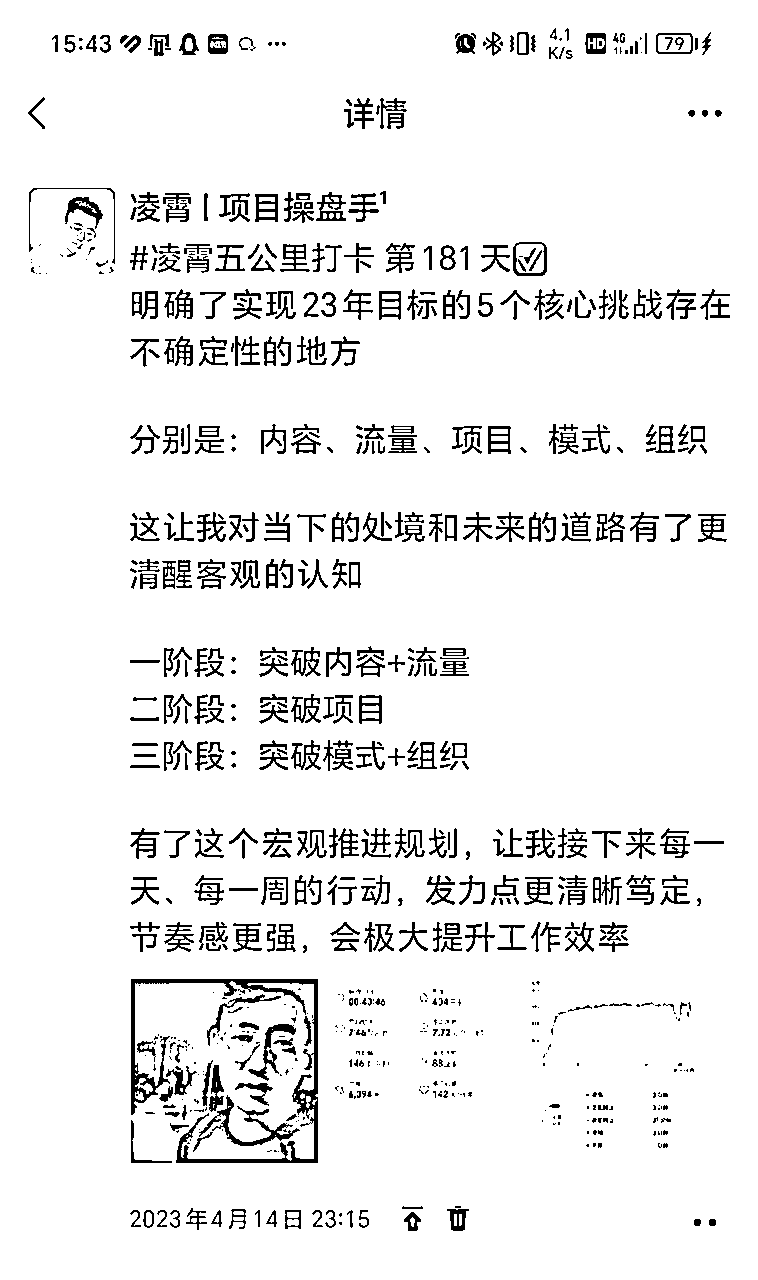 15:43 4.1 K/s HD 4G 79
详情
凌霄 | 项目操盘手¹
#凌霄五公里打卡 第181天
明确了实现23年目标的5个核心挑战存在
不确定性的地方
分别是：内容、流量、项目、模式、组织
这让我对当下的处境和未来的道路有了更
清醒客观的认知
一阶段：突破内容+流量
二阶段：突破项目
三阶段：突破模式+组织
有了这个宏观推进规划，让我接下来每一
天、每一周的行动，发力点更清晰笃定，
节奏感更强，会极大提升工作效率
00:43:46 434
7'46" 7.72
146 88
6,394 142
2023年4月14日 23:15